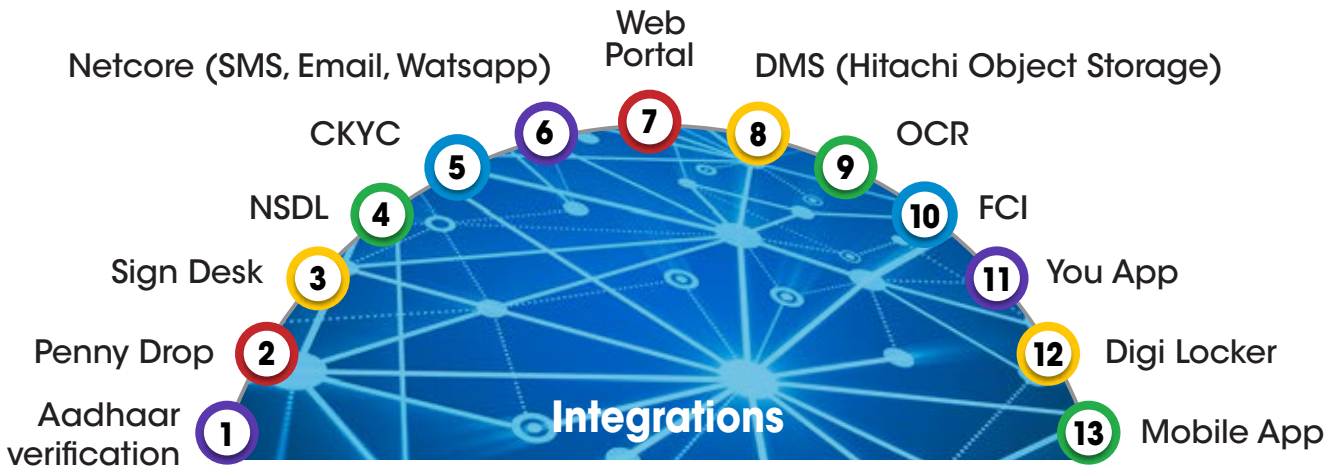 Aadhaar
verification
1
Penny Drop
2
Sign Desk
3
NSDL
4
CKYC
5
Netcore (SMS, Email, Watsapp)
6
Web
Portal
7
DMS (Hitachi Object Storage)
8
OCR
9
FCI
10
You App
11
Digi Locker
12
Mobile App
13
Integrations